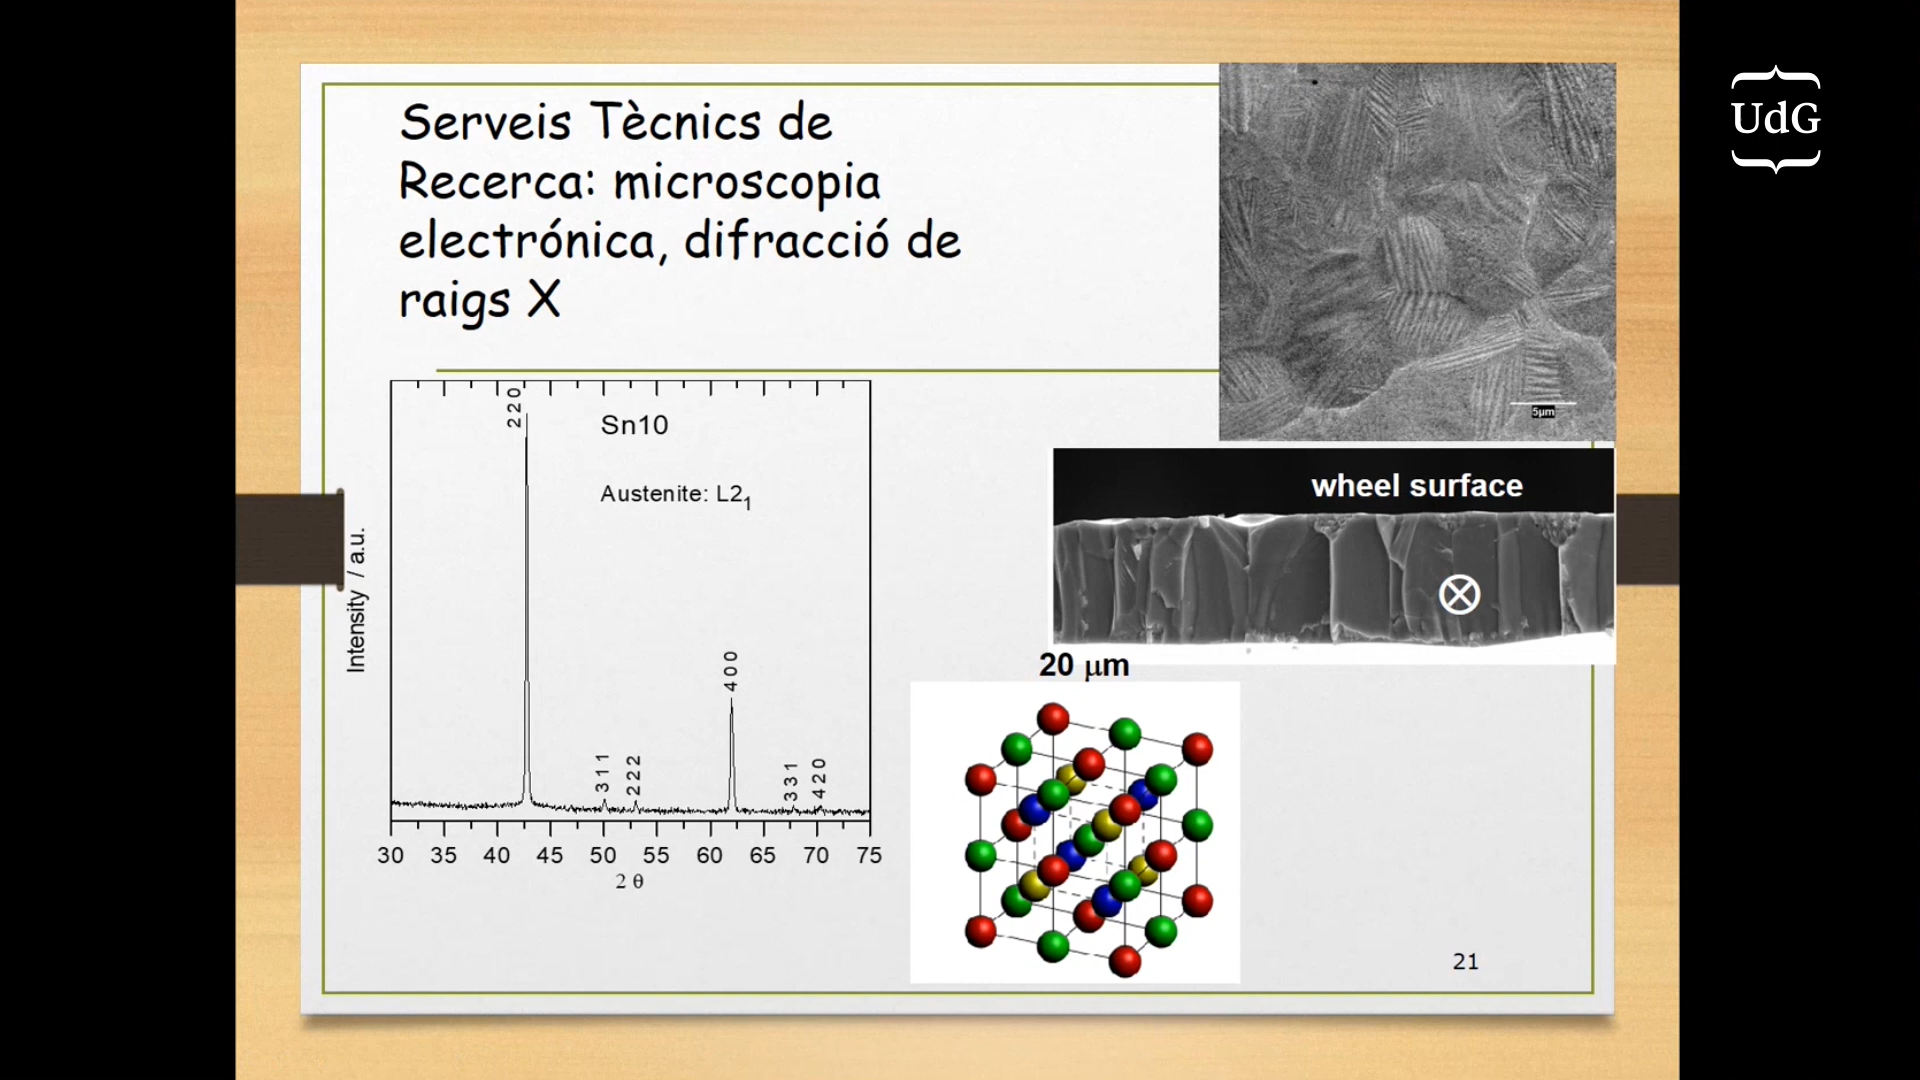 UdG
Serveis Tècnics de
Recerca: microscopia
electrónica, difracció de
raigs X
5µm
220
Sn10
Austenite: L2₁
Intensity / a.u.
400
311
222
331
420
30 35 40 45 50 55 60 65 70 75
2 θ
wheel surface
20 µm
21